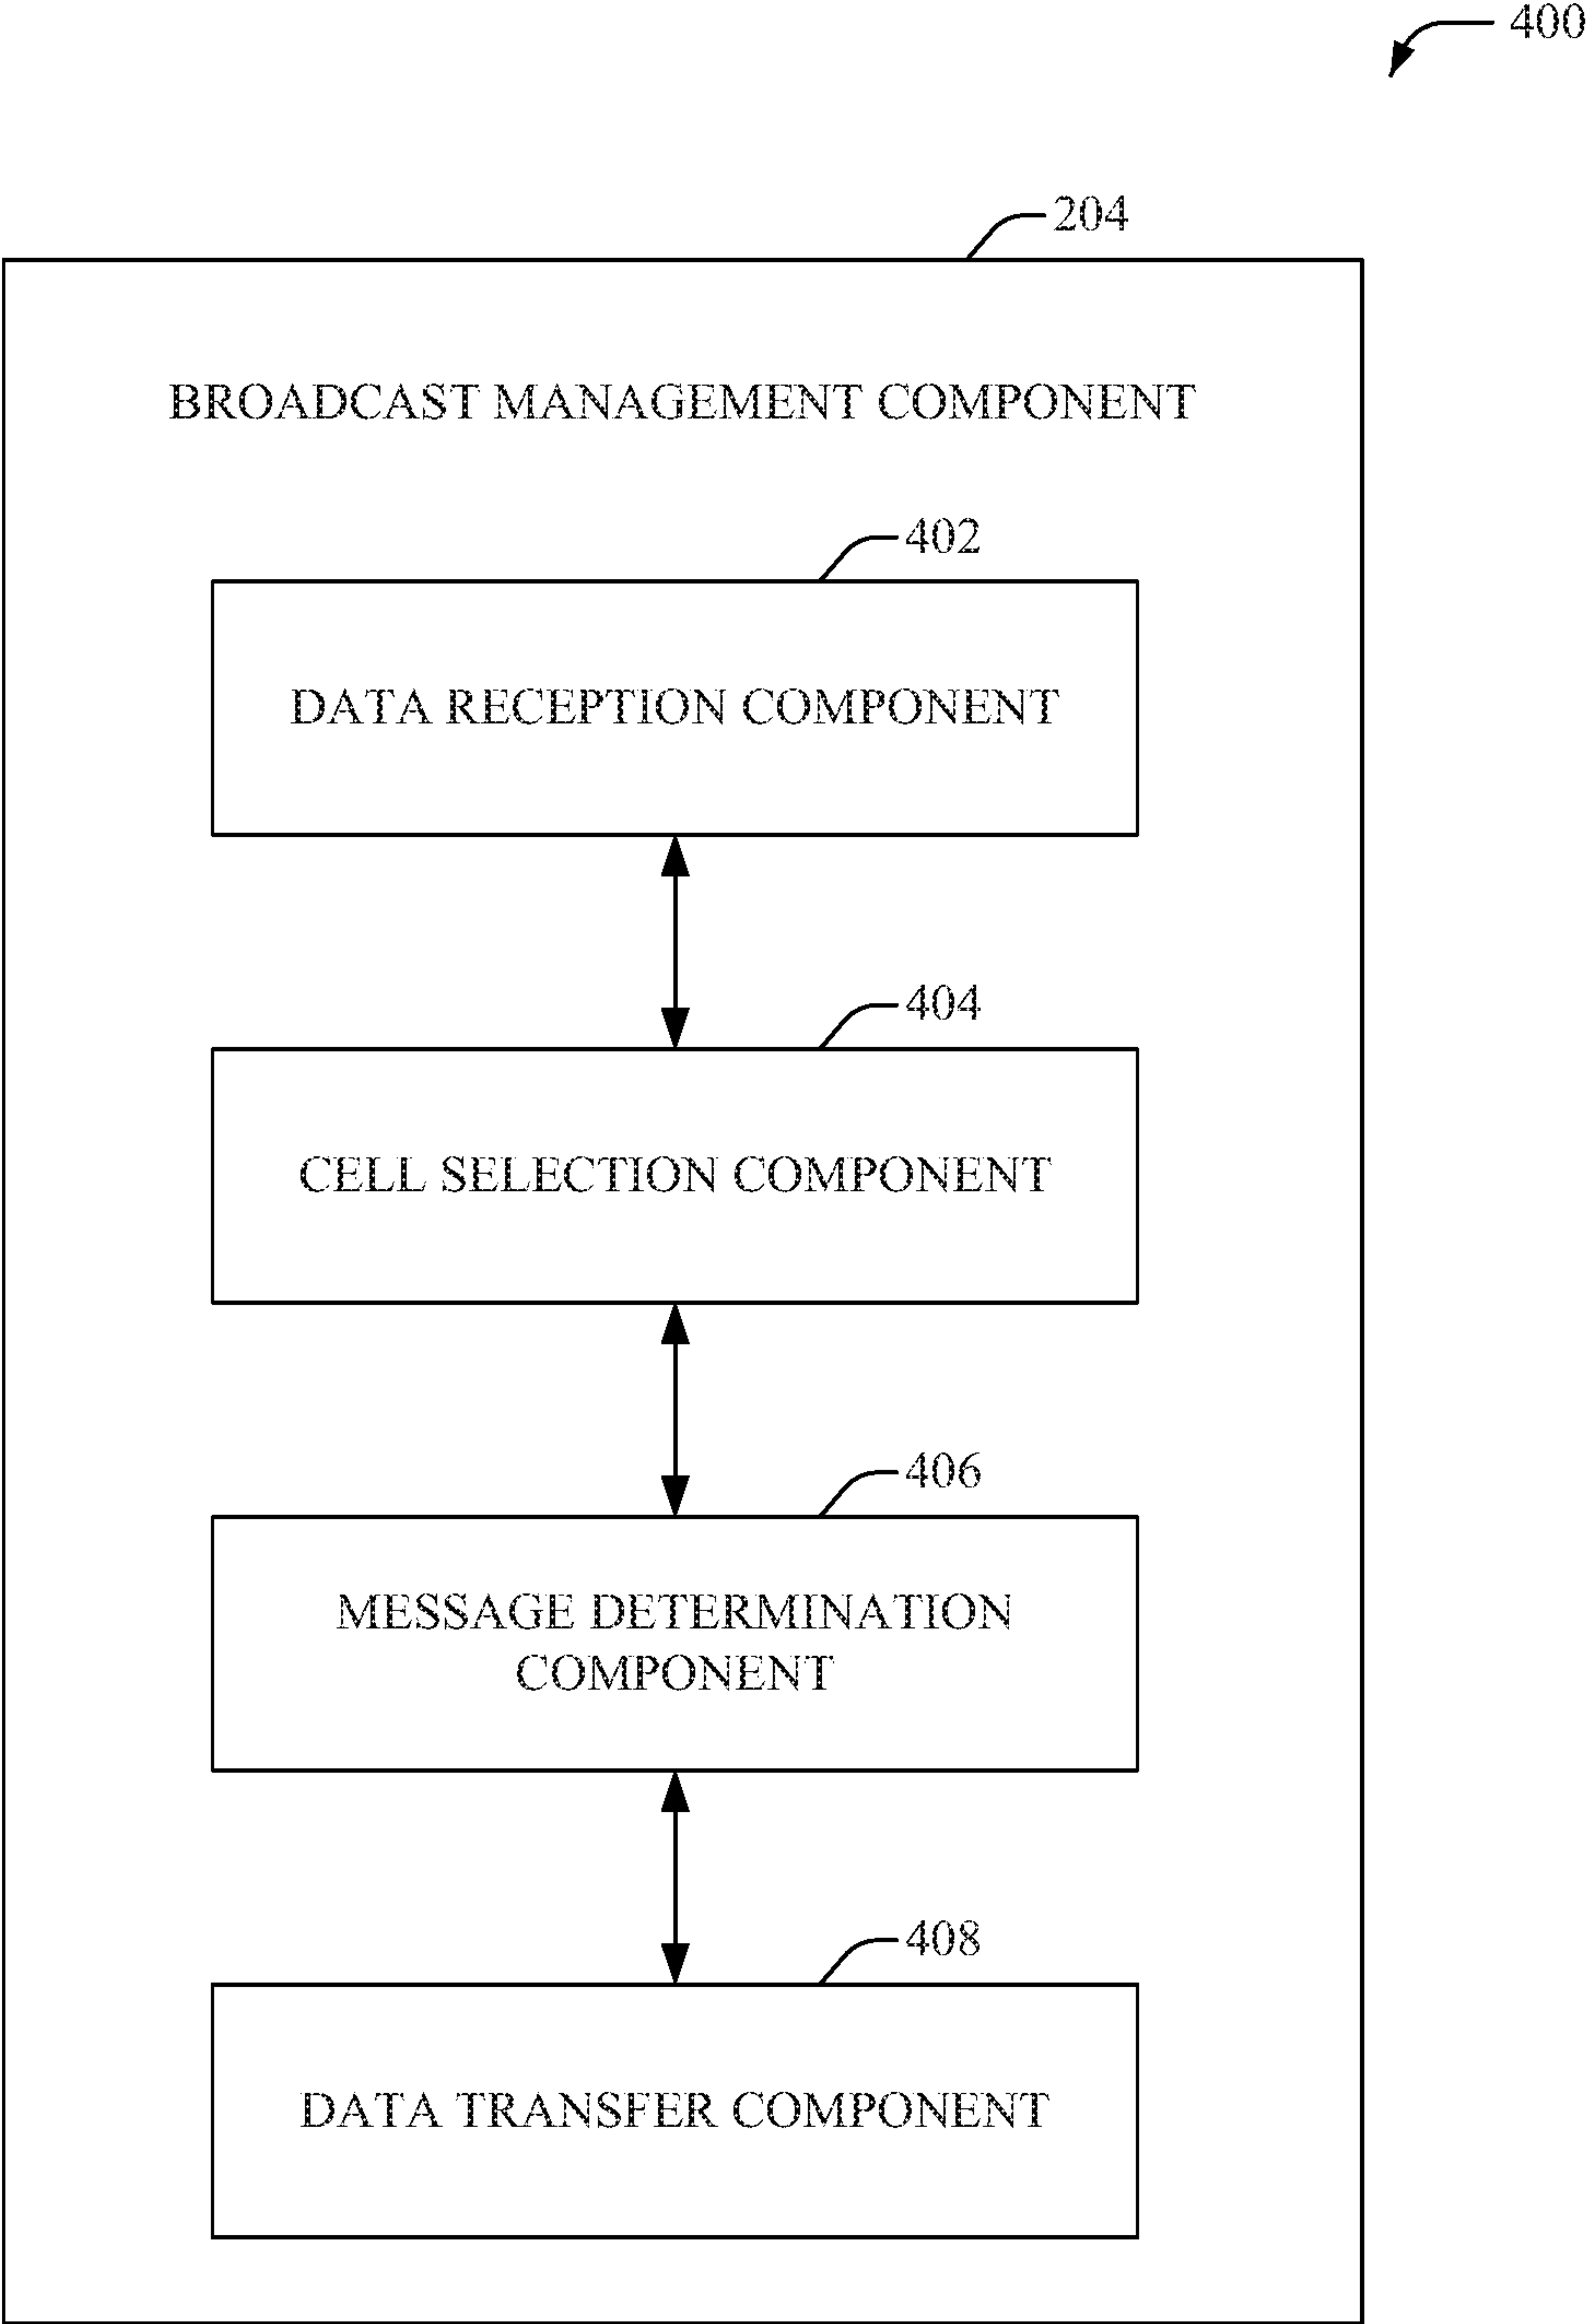 400
204
BROADCAST MANAGEMENT COMPONENT
402
DATA RECEPTION COMPONENT
404
CELL SELECTION COMPONENT
406
MESSAGE DETERMINATION
COMPONENT
408
DATA TRANSFER COMPONENT